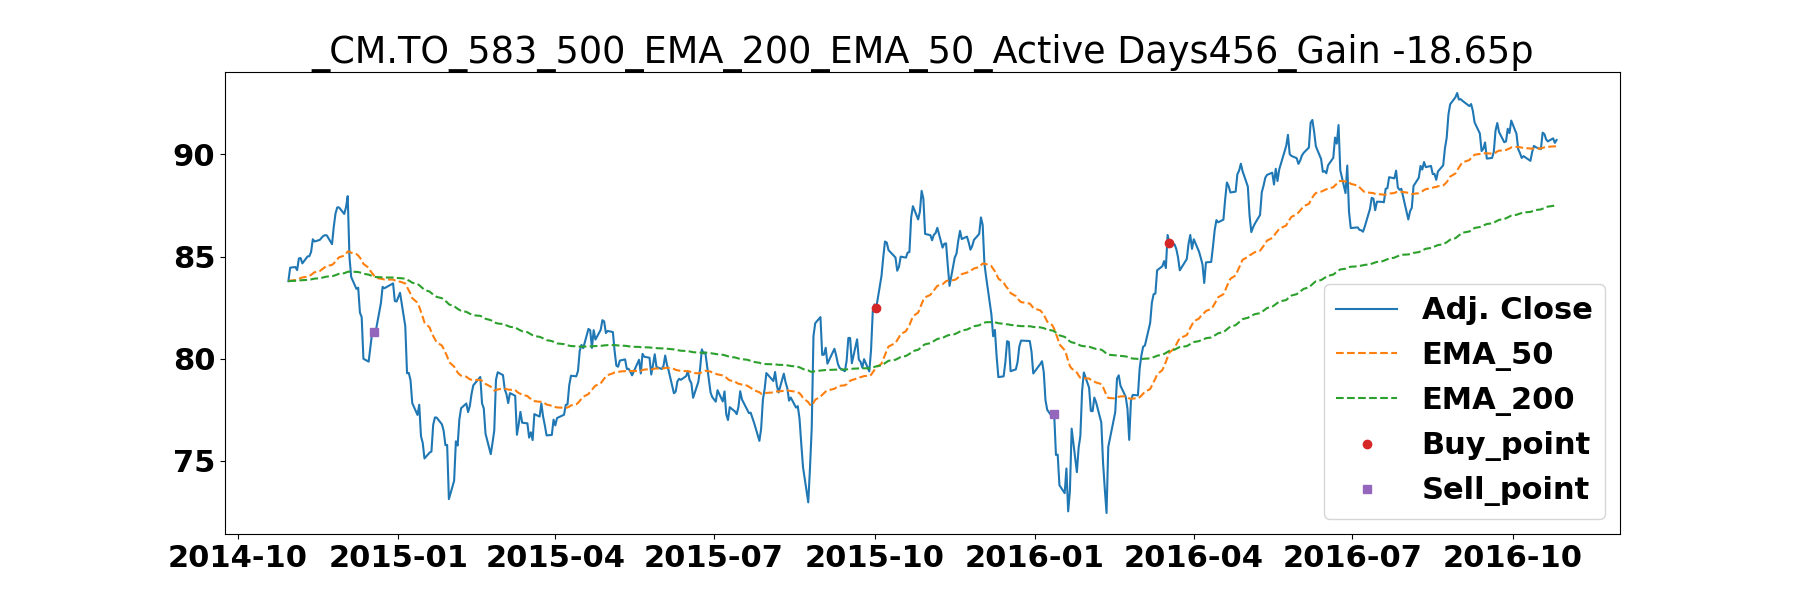 _CM.TO_583_500_EMA_200_EMA_50_Active Days456_Gain -18.65p
90
85
80
75
2014-10 2015-01 2015-04 2015-07 2015-10 2016-01 2016-04 2016-07 2016-10
Adj. Close
EMA_50
EMA_200
Buy_point
Sell_point